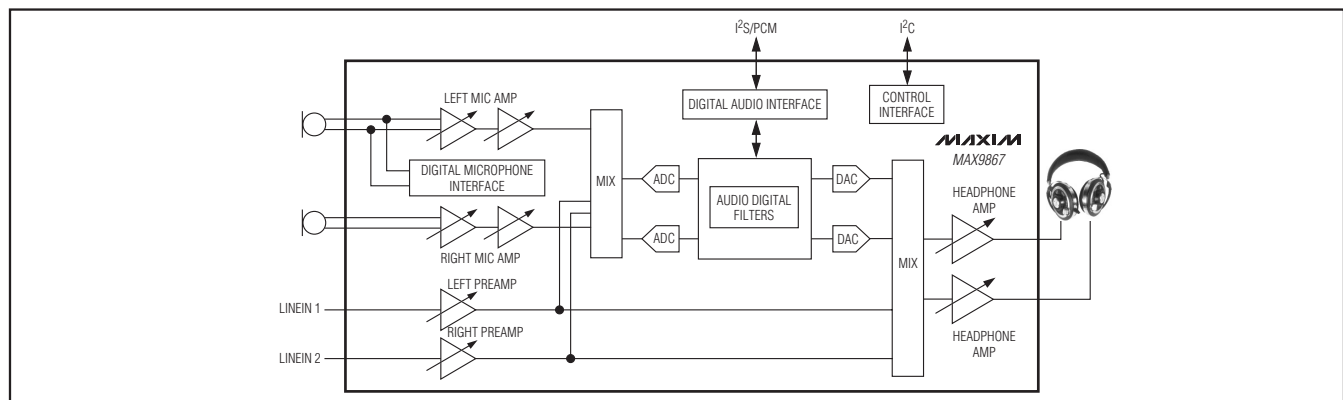 I²S/PCM
I²C
LEFT MIC AMP
DIGITAL AUDIO INTERFACE
CONTROL
INTERFACE
MAXIM
MAX9867
DIGITAL MICROPHONE
INTERFACE
MIX
ADC
DAC
AUDIO DIGITAL
FILTERS
HEADPHONE
AMP
ADC
DAC
RIGHT MIC AMP
MIX
LEFT PREAMP
LINEIN 1
RIGHT PREAMP
HEADPHONE
AMP
LINEIN 2